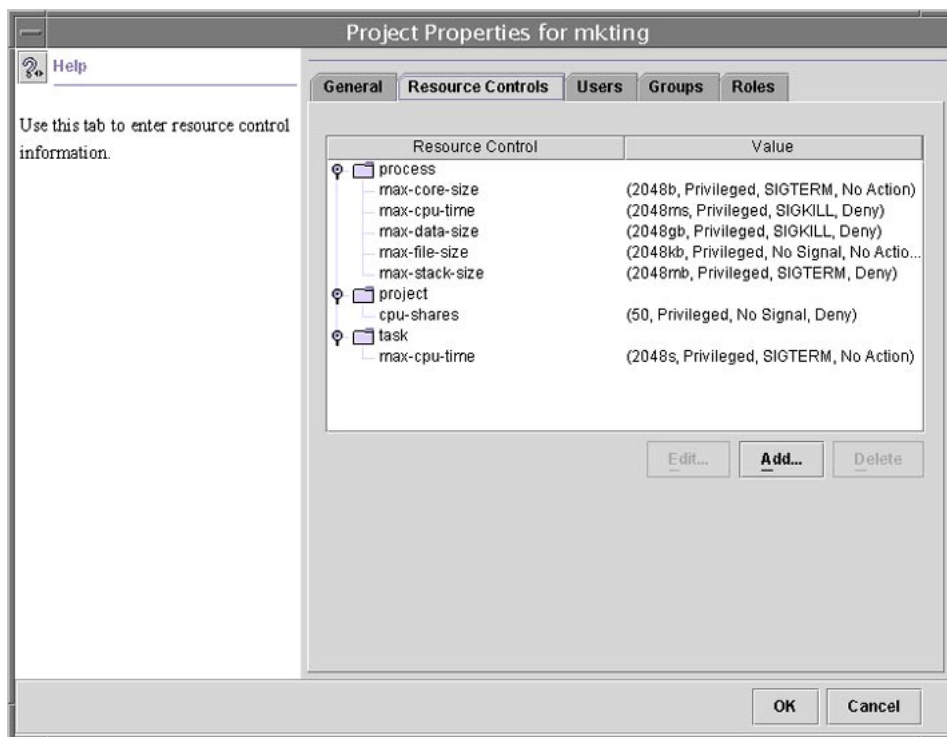 Project Properties for mkting
Help
Use this tab to enter resource control
information.
General Resource Controls Users Groups Roles
Resource Control Value
process
max-core-size (2048b, Privileged, SIGTERM, No Action)
max-cpu-time (2048ms, Privileged, SIGKILL, Deny)
max-data-size (2048gb, Privileged, SIGKILL, Deny)
max-file-size (2048kb, Privileged, No Signal, No Actio...
max-stack-size (2048mb, Privileged, SIGTERM, Deny)
project
cpu-shares (50, Privileged, No Signal, Deny)
task
max-cpu-time (2048s, Privileged, SIGTERM, No Action)
Edit... Add... Delete
OK Cancel